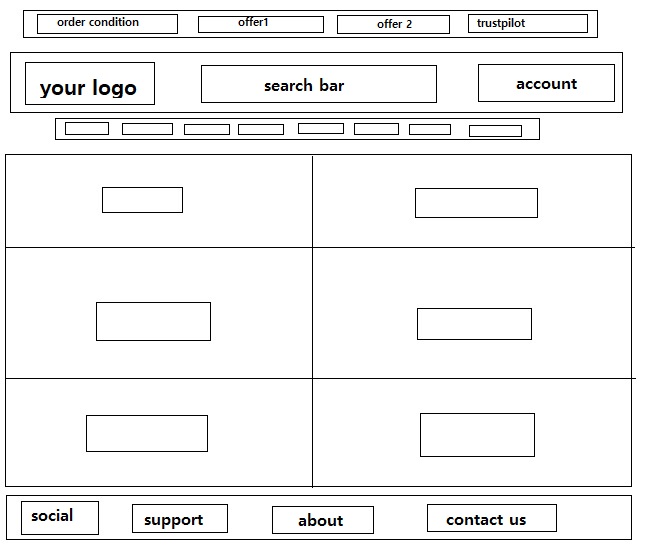 order condition
offer1
offer 2
trustpilot
your logo
search bar
account
social
support
about
contact us